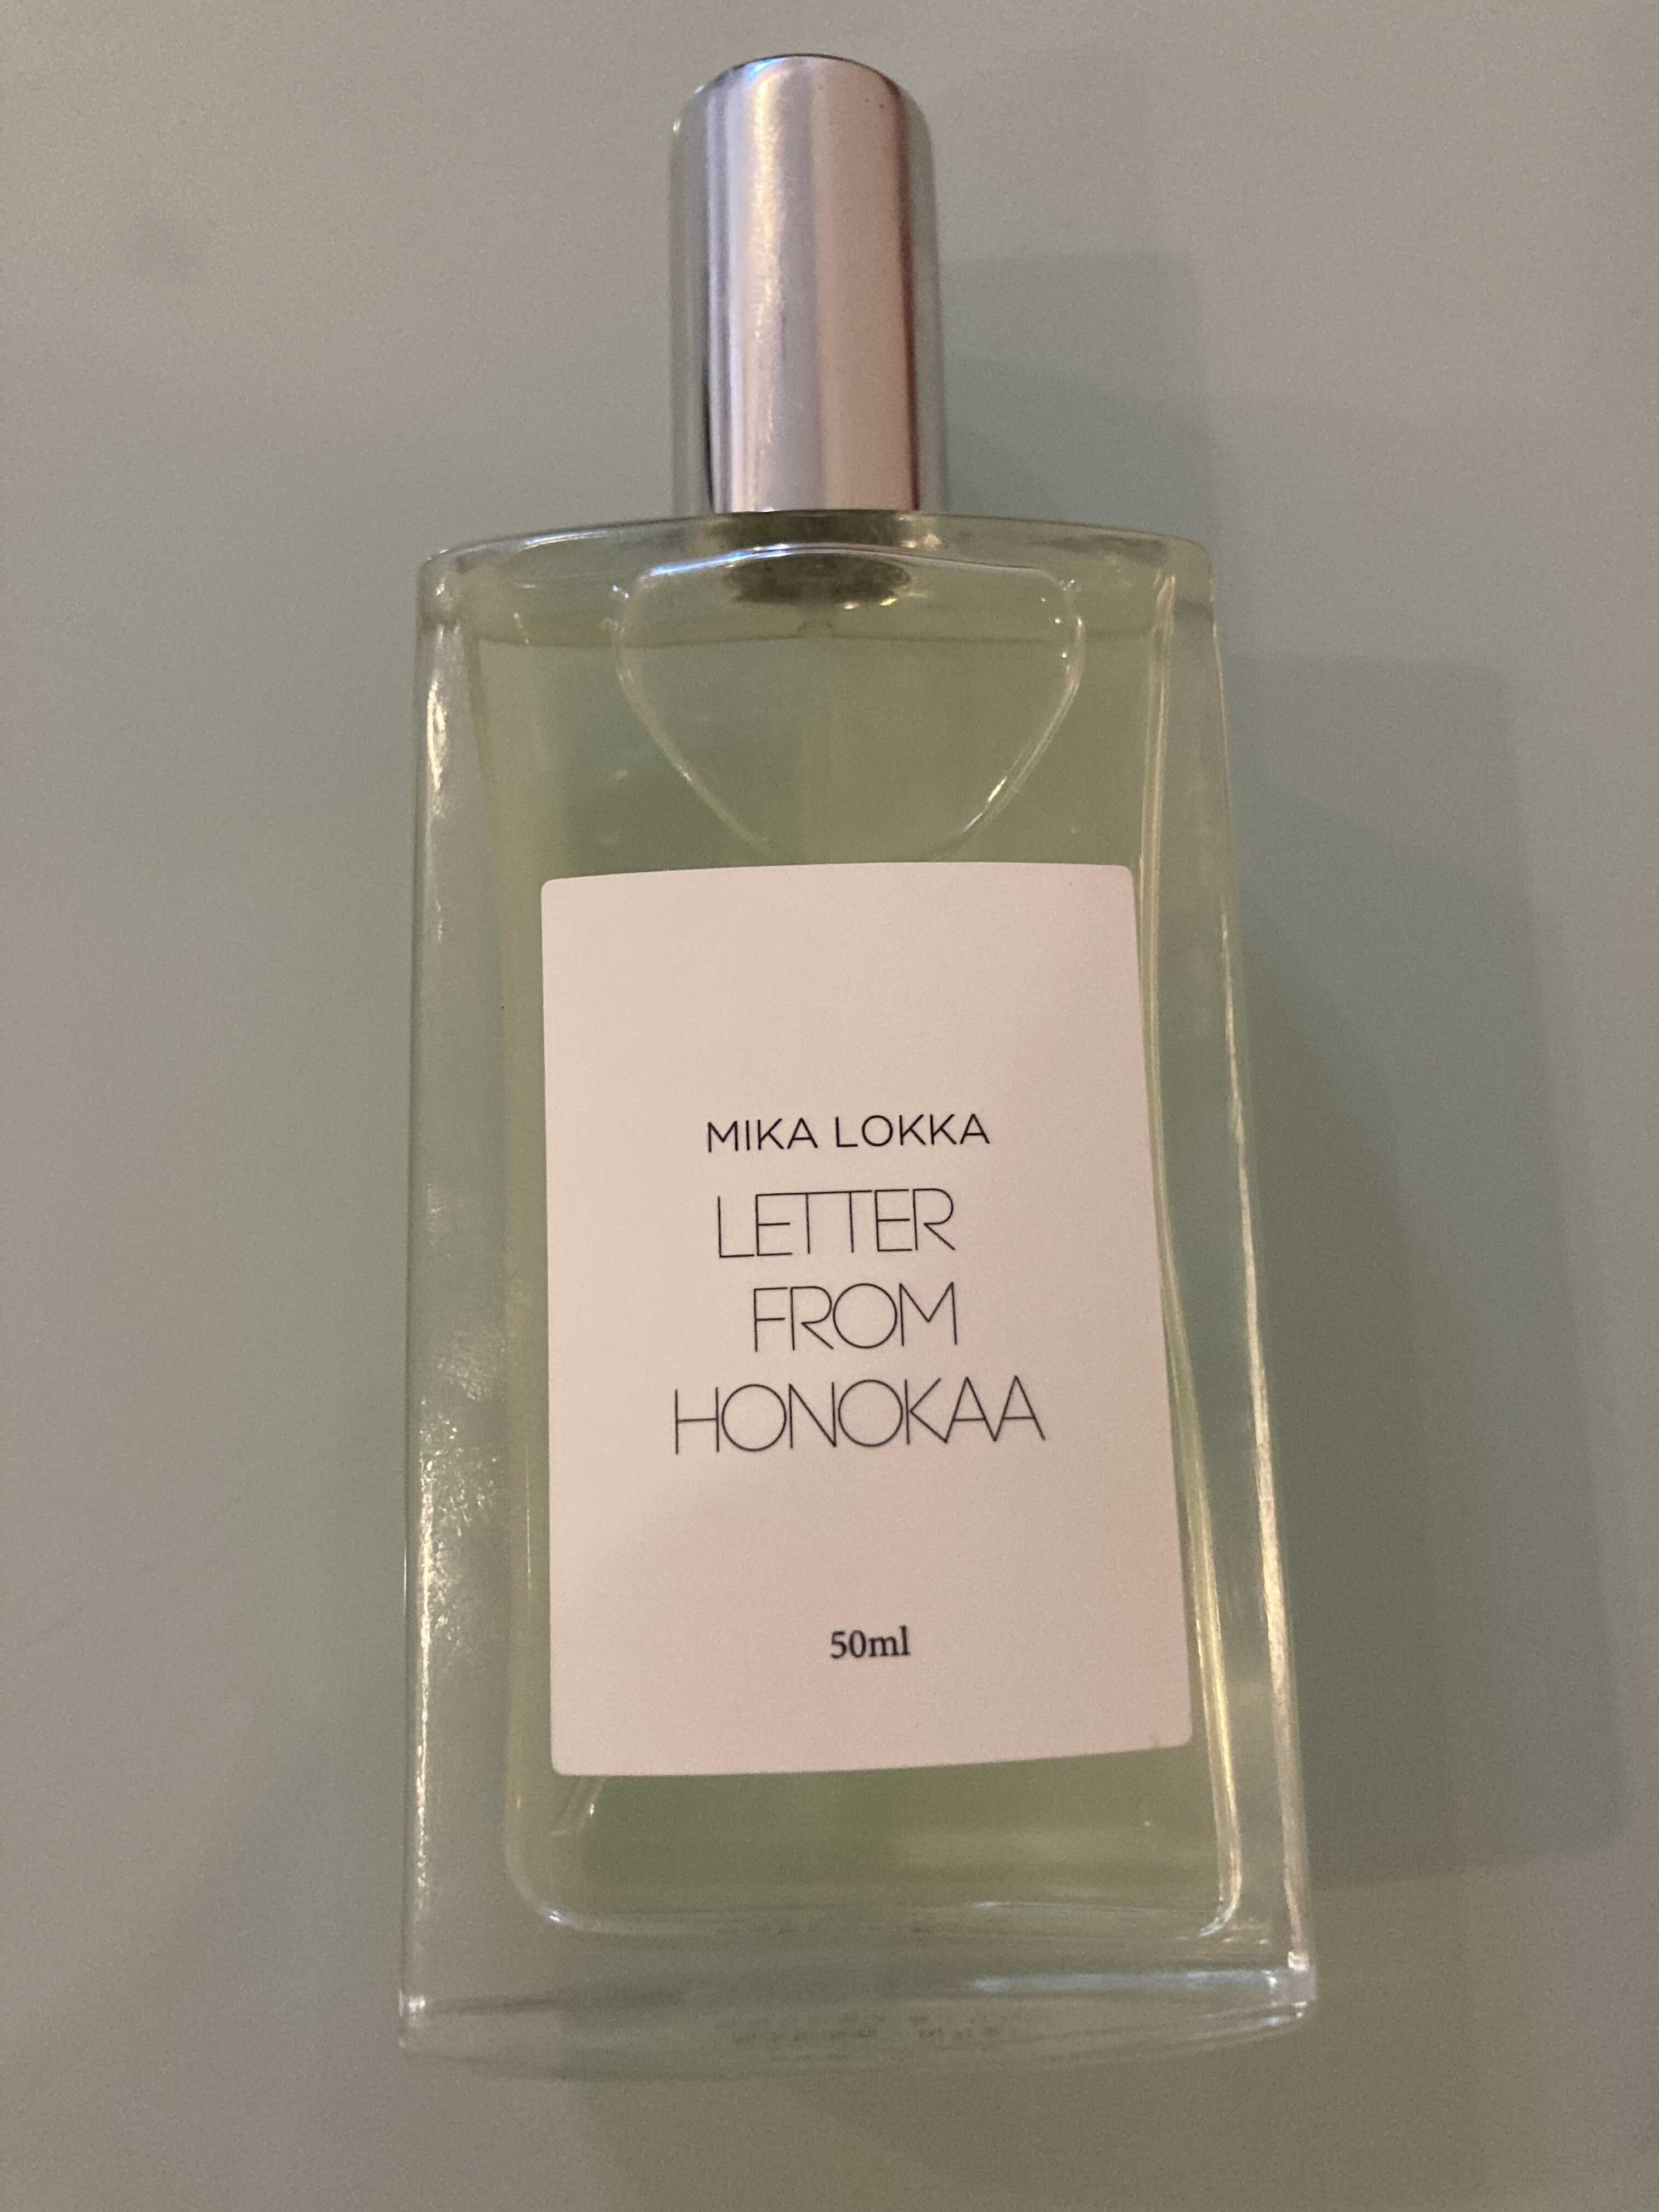 MIKA LOKKA
LETTER
FROM
HONOKAA
50ml